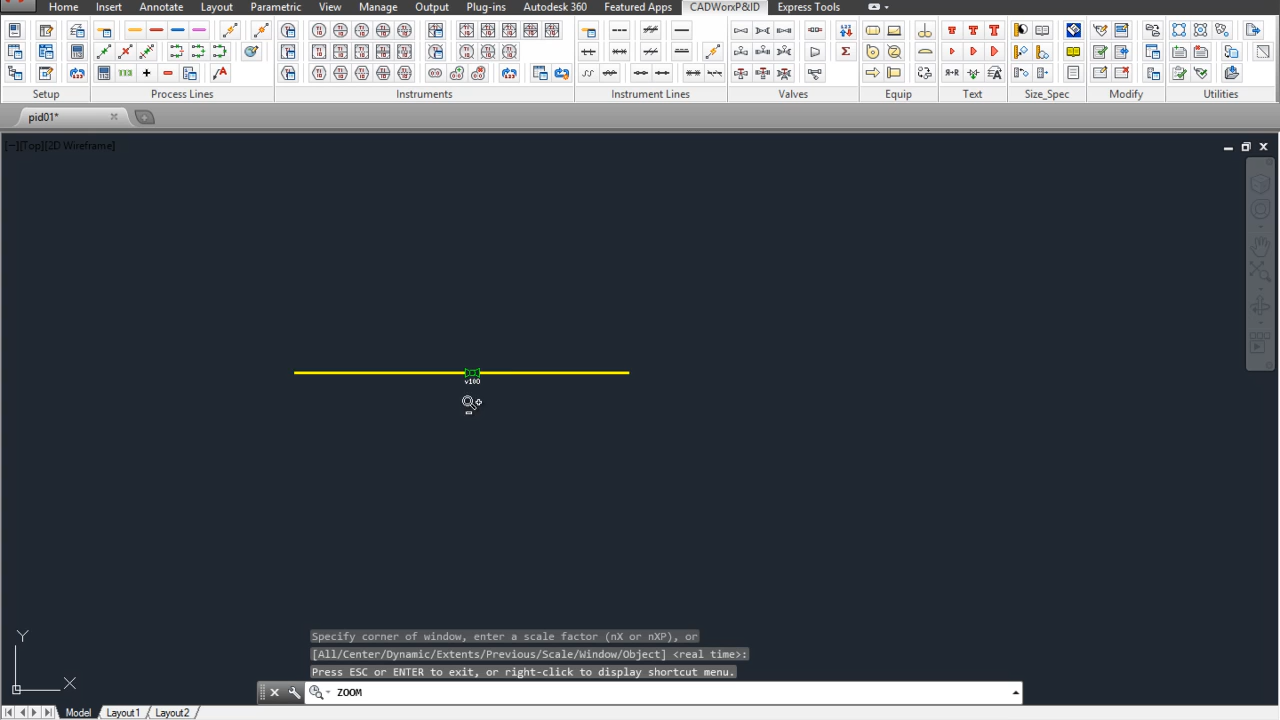 Home Insert Annotate Layout Parametric View Manage Output Plug-ins Autodesk 360 Featured Apps CADWorxP&ID Express Tools
Setup Process Lines Instruments Instrument Lines Valves Equip Text Size_Spec Modify Utilities
pid01*
[−][Top][2D Wireframe]
v100
Specify corner of window, enter a scale factor (nX or nXP), or
[All/Center/Dynamic/Extents/Previous/Scale/Window/Object] <real time>:
Press ESC or ENTER to exit, or right-click to display shortcut menu.
Y
X
ZOOM
Model Layout1 Layout2